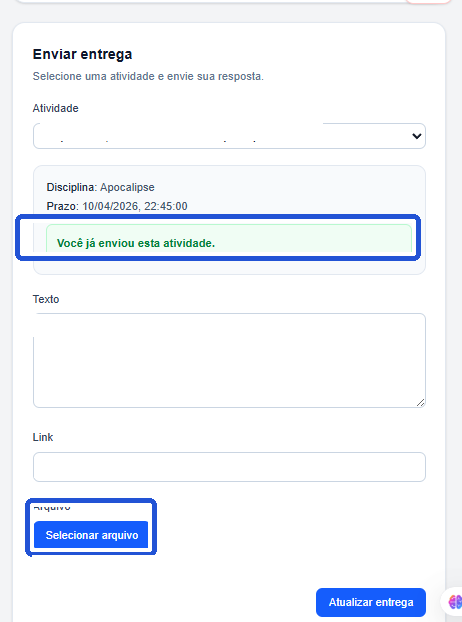 Enviar entrega
Selecione uma atividade e envie sua resposta.
Atividade
Disciplina: Apocalipse
Prazo: 10/04/2026, 22:45:00
Você já enviou esta atividade.
Texto
Link
Arquivo
Selecionar arquivo
Atualizar entrega